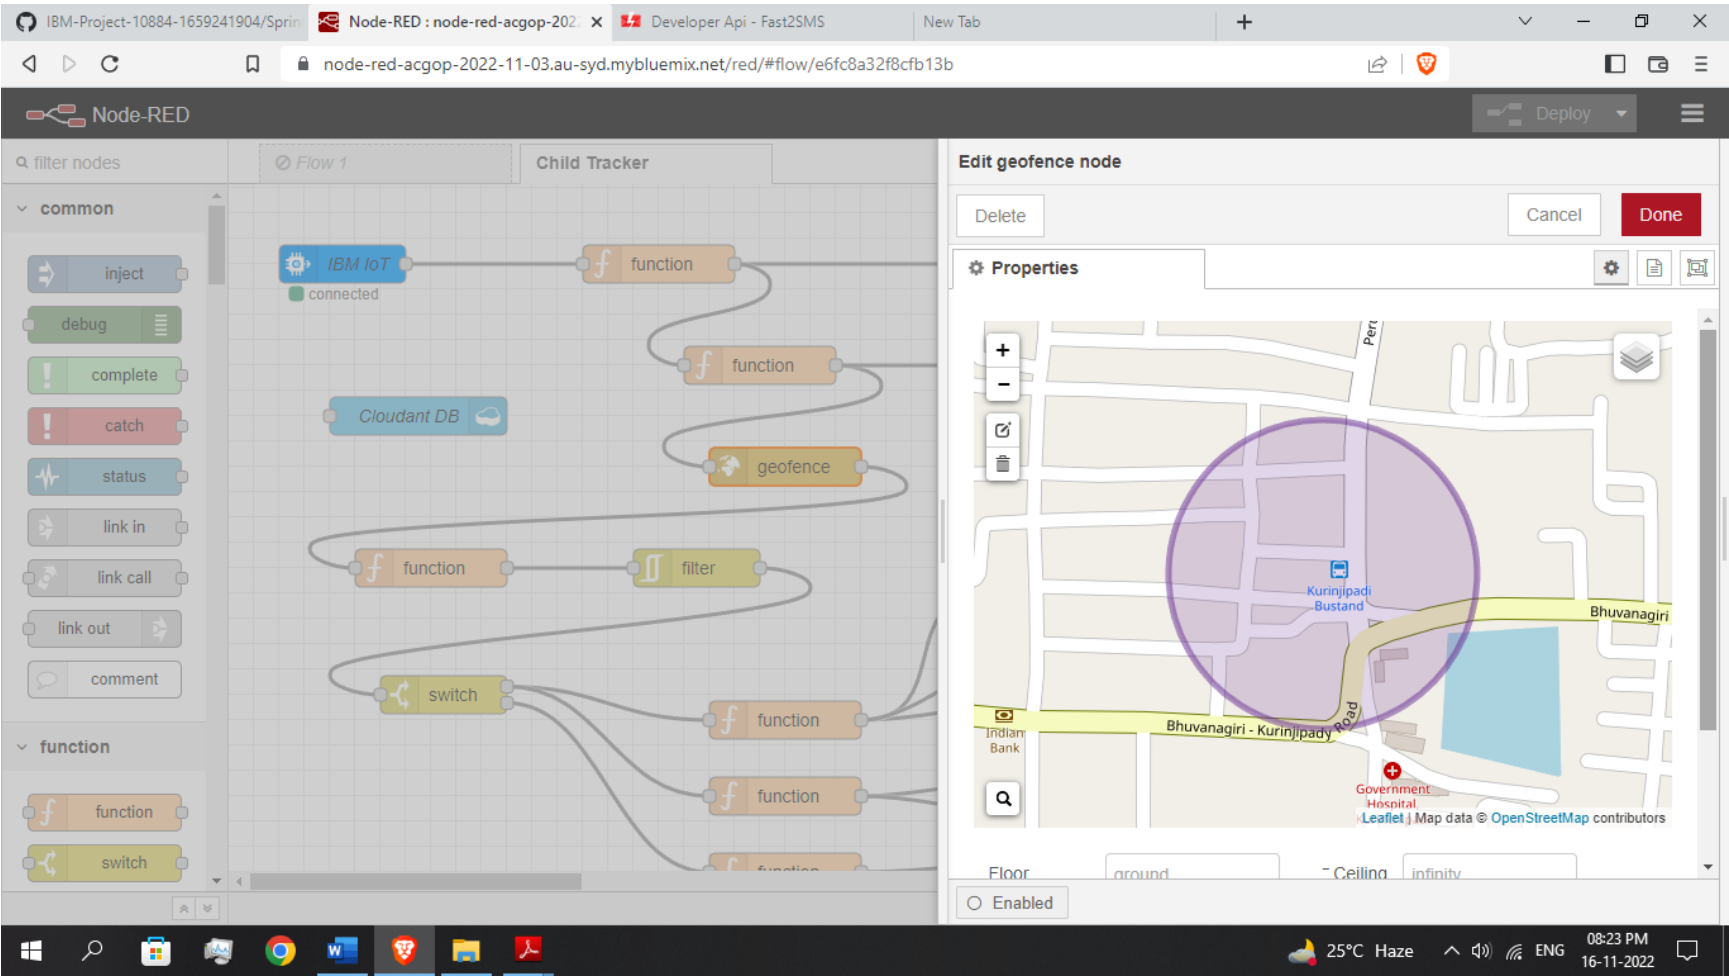 IBM-Project-10884-1659241904/Sprin
Node-RED : node-red-acgop-202
Developer Api - Fast2SMS
New Tab
node-red-acgop-2022-11-03.au-syd.mybluemix.net/red/#flow/e6fc8a32f8cfb13b
Node-RED
Deploy
filter nodes
Flow 1
Child Tracker
Edit geofence node
Delete
Cancel
Done
Properties
common
inject
debug
complete
catch
status
link in
link call
link out
comment
function
function
switch
IBM IoT
connected
function
function
Cloudant DB
geofence
function
filter
switch
function
function
function
+
−
Peru
Kurinjipadi
Bustand
Bhuvanagiri
Bhuvanagiri - Kurinjipady Road
Indian
Bank
Government
Hospital,
Leaflet | Map data © OpenStreetMap contributors
Floor
ground
Ceiling
infinity
Enabled
25°C Haze
ENG
08:23 PM
16-11-2022